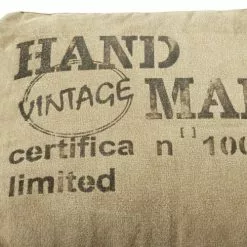 HAND
VINTAGE MA
certifica n° 100
limited